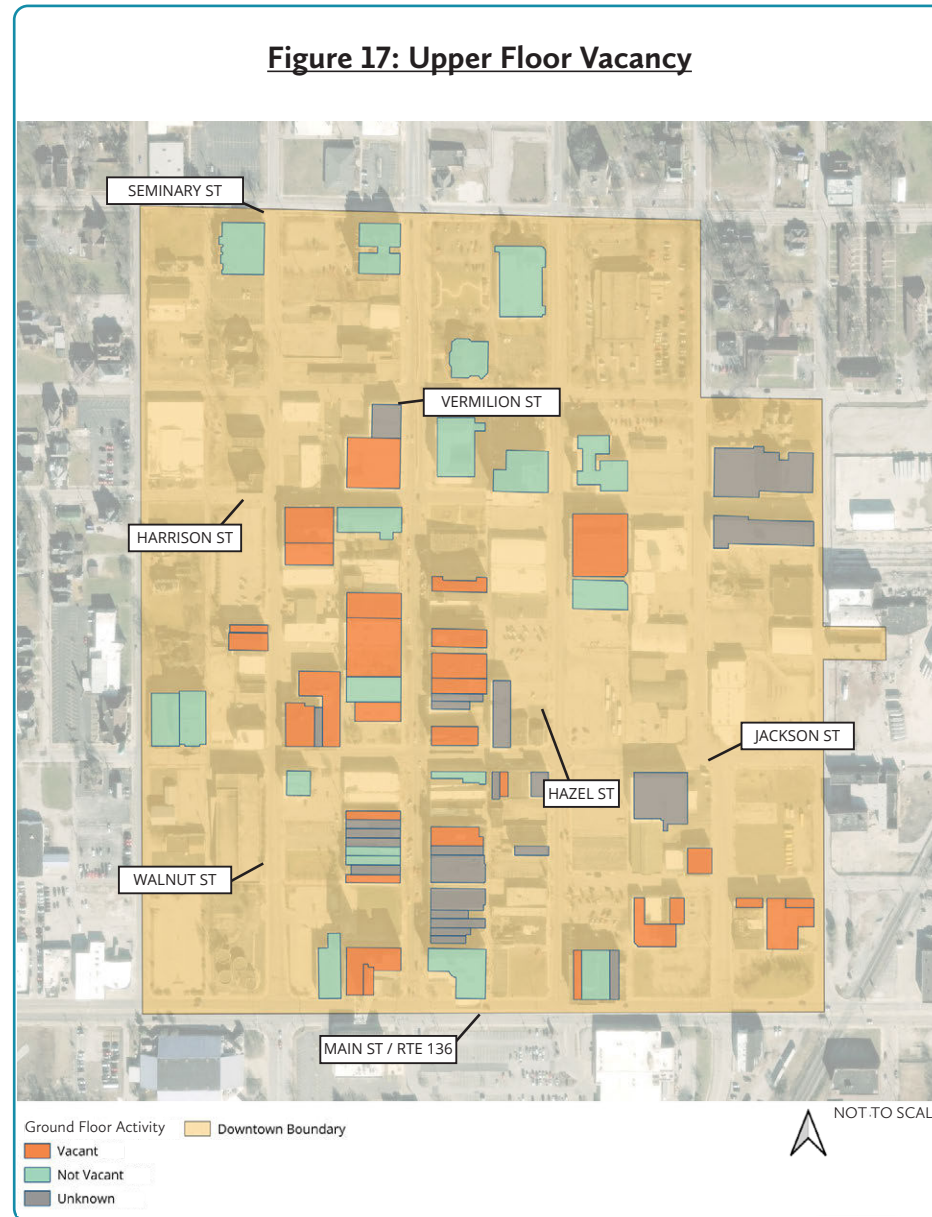 Figure 17: Upper Floor Vacancy
SEMINARY ST
VERMILION ST
HARRISON ST
JACKSON ST
HAZEL ST
WALNUT ST
MAIN ST / RTE 136
NOT TO SCAL
Ground Floor Activity
Downtown Boundary
Vacant
Not Vacant
Unknown